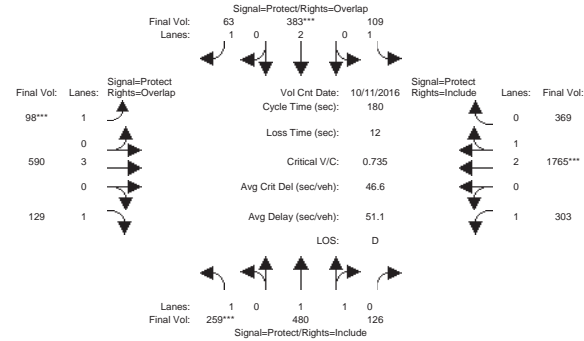 Signal=Protect/Rights=Overlap
Final Vol: 63 383*** 109
Lanes: 1 0 2 0 1
Signal=Protect
Final Vol: Lanes: Rights=Overlap
Vol Cnt Date: 10/11/2016
Signal=Protect
Rights=Include Lanes: Final Vol:
Cycle Time (sec): 180
98*** 1
0 369
Loss Time (sec): 12
0
1
590 3
Critical V/C: 0.735
2 1765***
0
Avg Crit Del (sec/veh): 46.6
0
129 1
Avg Delay (sec/veh): 51.1
1 303
LOS: D
Lanes: 1 0 1 1 0
Final Vol: 259*** 480 126
Signal=Protect/Rights=Include